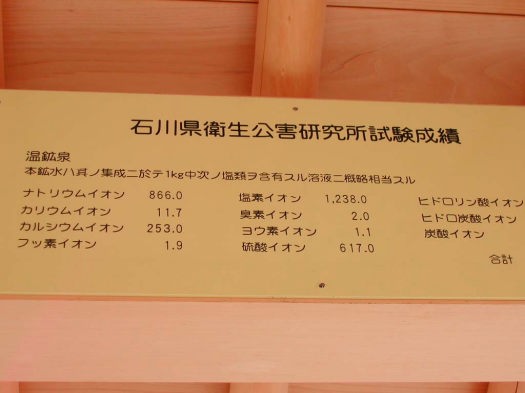 石川県衛生公害研究所試験成績
温鉱泉
本鉱水ハ其ノ集成ニ於テ1kg中次ノ塩類ヲ含有スル溶液ニ概略相当スル
ナトリウムイオン 866.0 塩素イオン 1,238.0 ヒドロリン酸イオン
カリウムイオン 11.7 臭素イオン 2.0 ヒドロ炭酸イオン
カルシウムイオン 253.0 ヨウ素イオン 1.1 炭酸イオン
フッ素イオン 1.9 硫酸イオン 617.0
合計